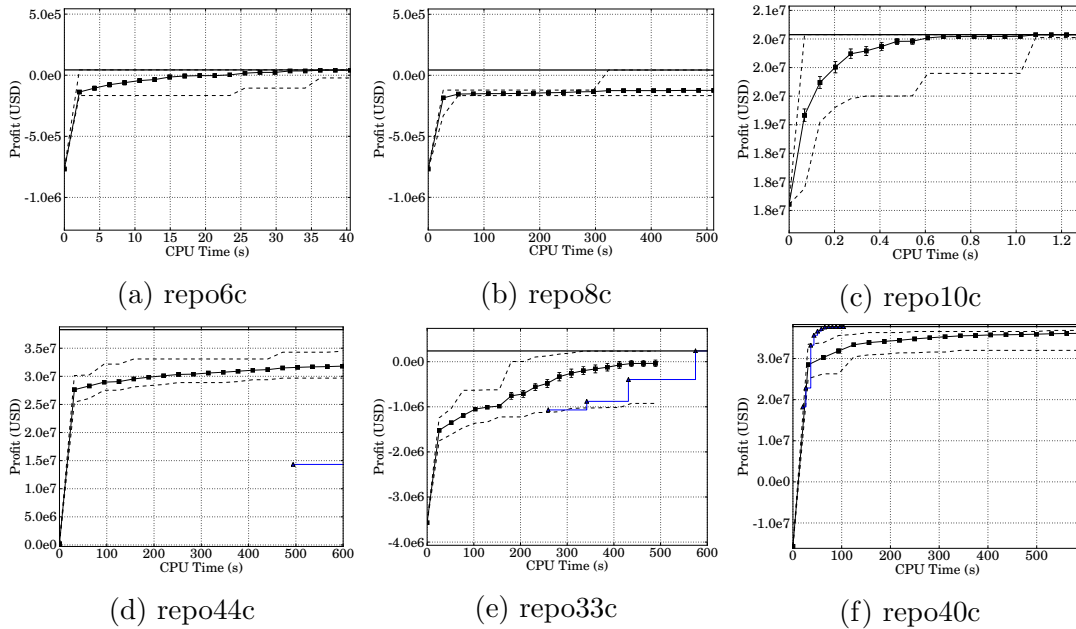 5.0e5
0.0e0
-5.0e5
-1.0e6
Profit (USD)
0 5 10 15 20 25 30 35 40
CPU Time (s)
(a) repo6c
5.0e5
0.0e0
-5.0e5
-1.0e6
Profit (USD)
0 100 200 300 400 500
CPU Time (s)
(b) repo8c
2.1e7
2.0e7
2.0e7
2.0e7
1.9e7
1.8e7
1.8e7
1.8e7
Profit (USD)
0 0.2 0.4 0.6 0.8 1.0 1.2
CPU Time (s)
(c) repo10c
3.5e7
3.0e7
2.5e7
2.0e7
1.5e7
1.0e7
5.0e6
0.0e0
Profit (USD)
0 100 200 300 400 500 600
CPU Time (s)
(d) repo44c
0.0e0
-1.0e6
-2.0e6
-3.0e6
-4.0e6
Profit (USD)
0 100 200 300 400 500 600
CPU Time (s)
(e) repo33c
3.0e7
2.0e7
1.0e7
0.0e0
-1.0e7
Profit (USD)
0 100 200 300 400 500
CPU Time (s)
(f) repo40c